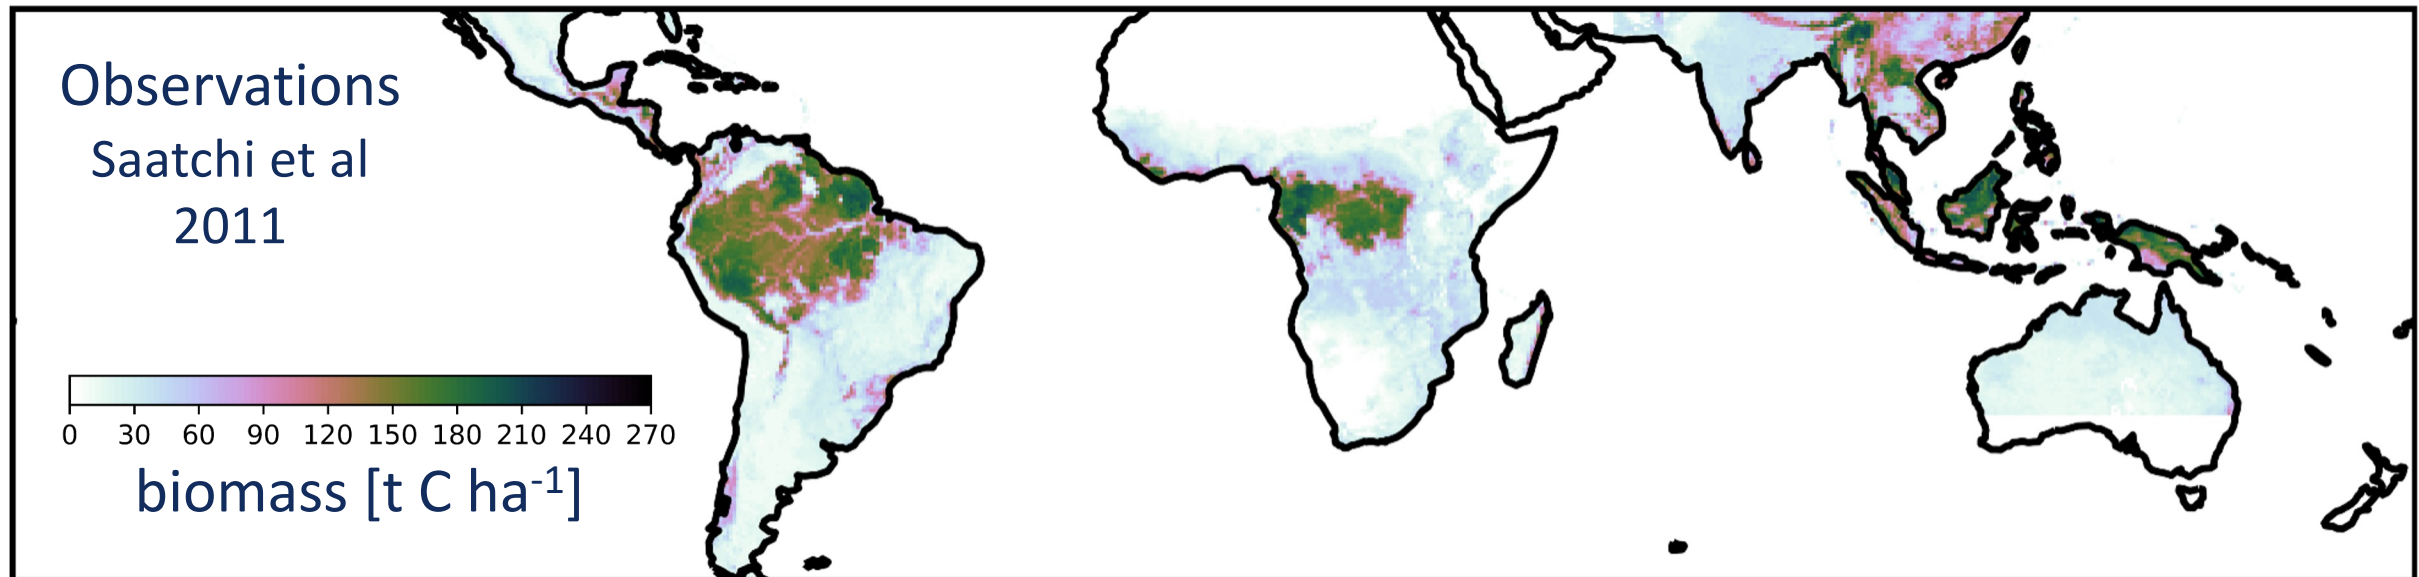 Observations
Saatchi et al
2011
0 30 60 90 120 150 180 210 240 270
biomass [t C ha⁻¹]